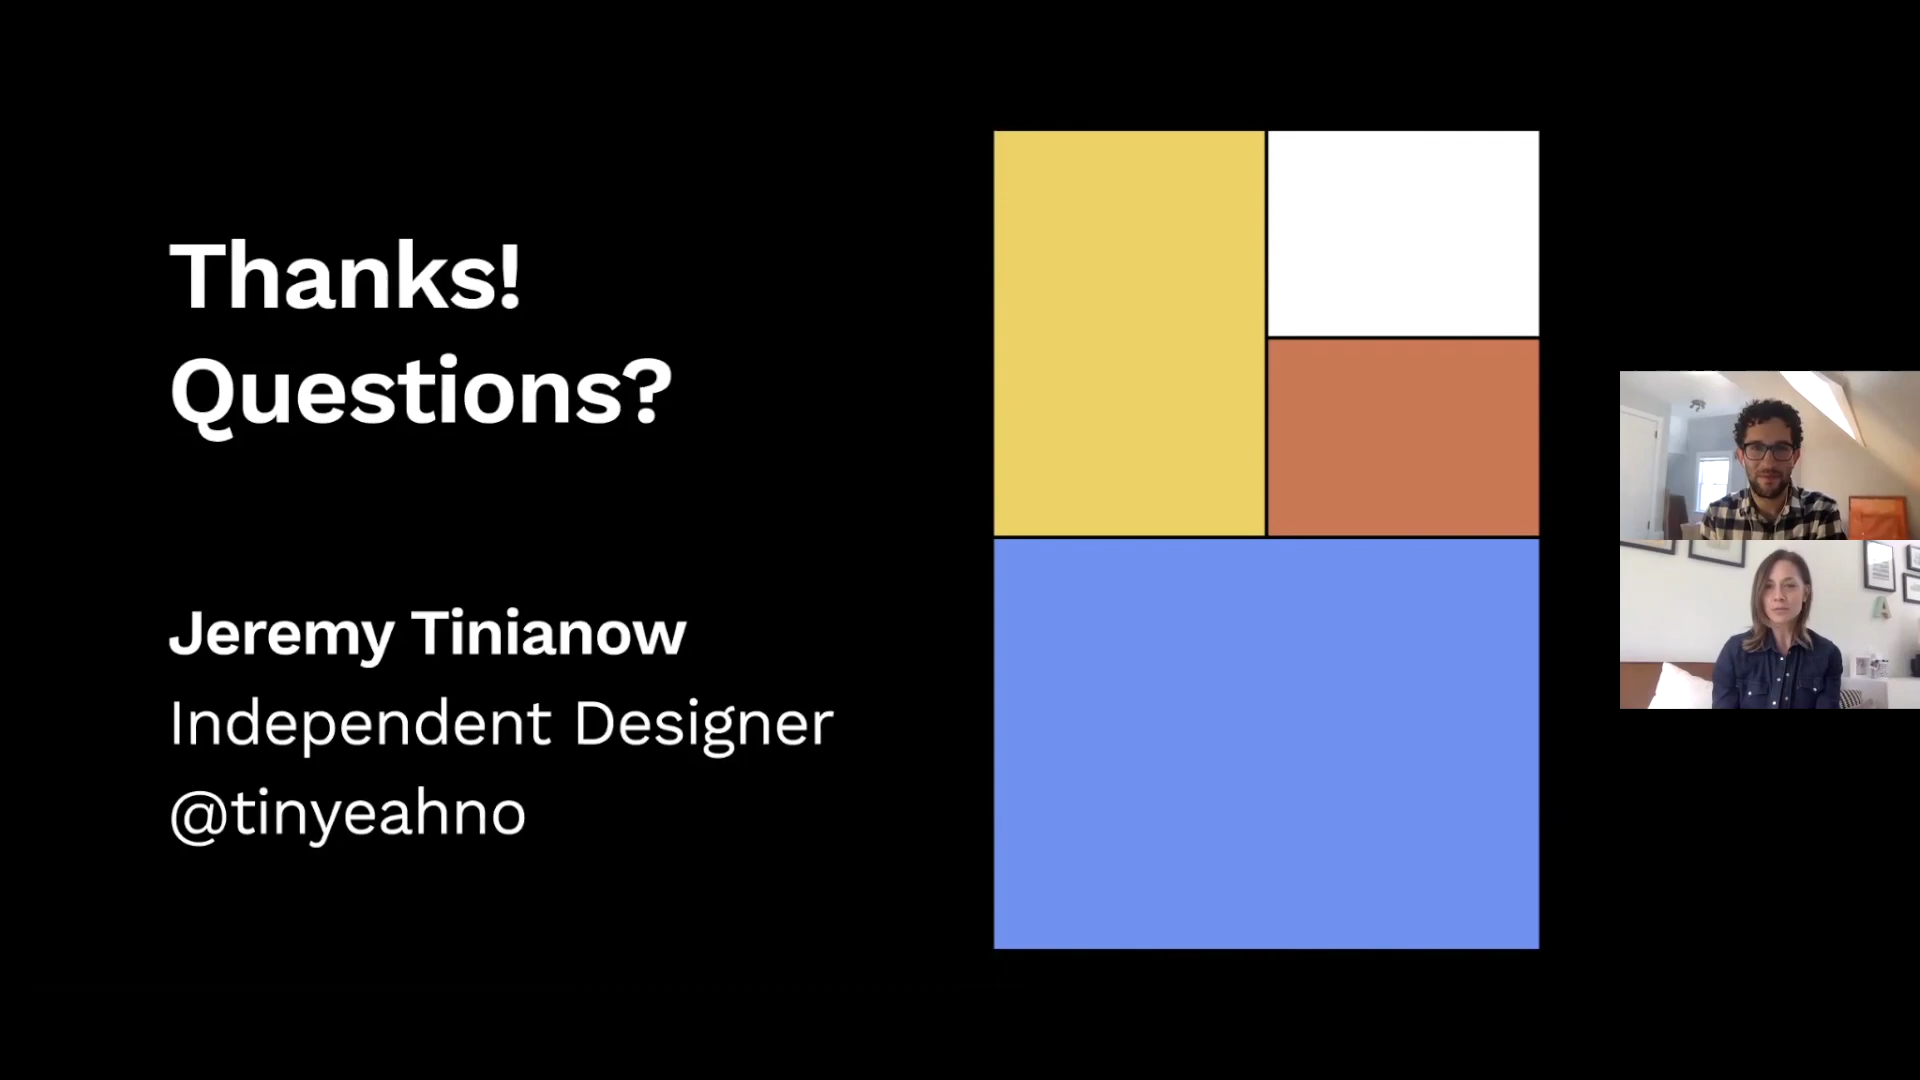 Thanks!
Questions?
Jeremy Tinianow
Independent Designer
@tinyeahno